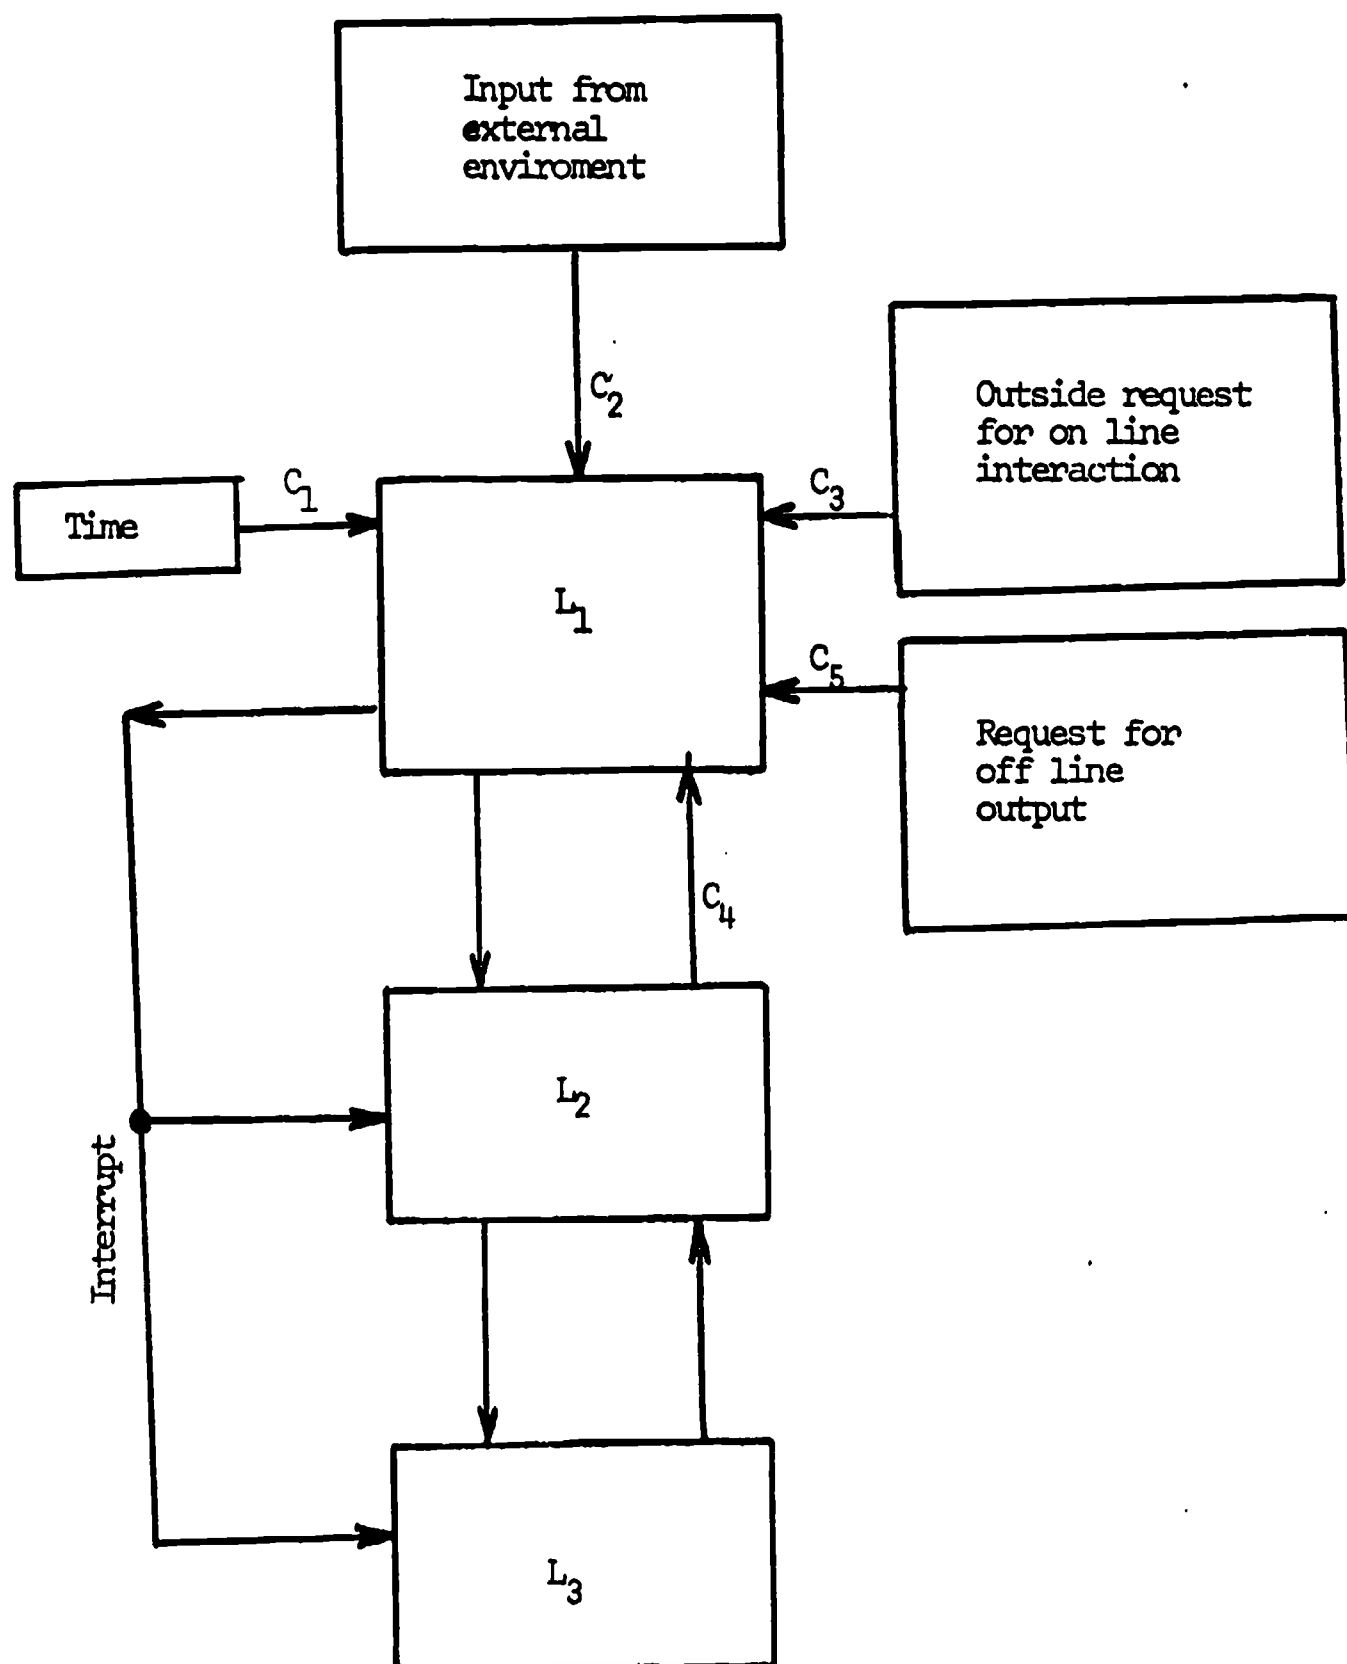 Input from
external
enviroment
C2
Outside request
for on line
interaction
C1
C3
Time
L1
C5
Request for
off line
output
C4
L2
Interrupt
L3